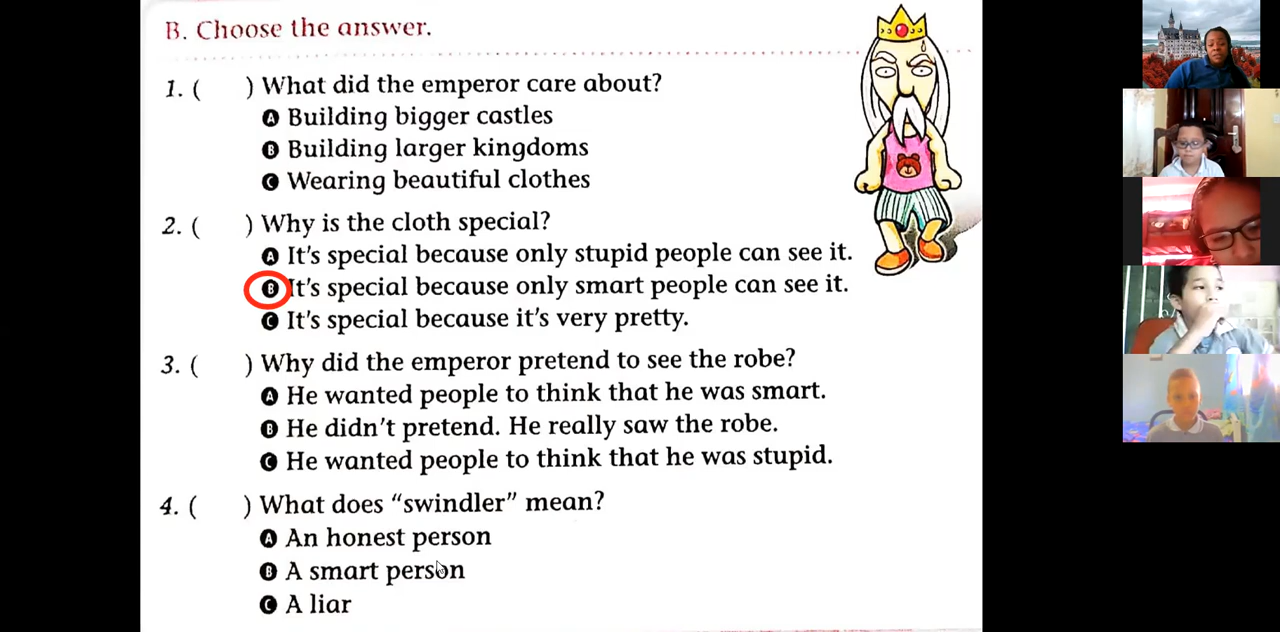 B. Choose the answer.
1. ( ) What did the emperor care about?
A Building bigger castles
B Building larger kingdoms
C Wearing beautiful clothes
2. ( ) Why is the cloth special?
A It's special because only stupid people can see it.
B It's special because only smart people can see it.
C It's special because it's very pretty.
3. ( ) Why did the emperor pretend to see the robe?
A He wanted people to think that he was smart.
B He didn't pretend. He really saw the robe.
C He wanted people to think that he was stupid.
4. ( ) What does “swindler” mean?
A An honest person
B A smart person
C A liar